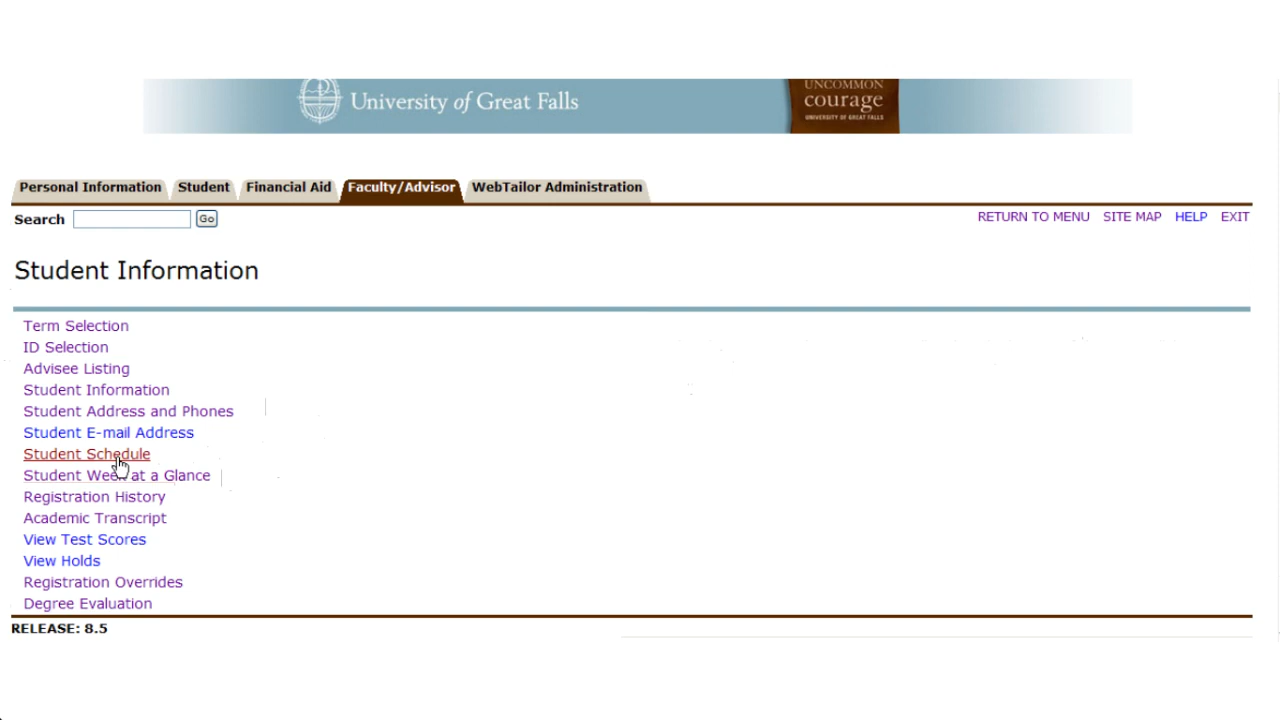 University of Great Falls
UNCOMMON
courage
UNIVERSITY OF GREAT FALLS
Personal Information Student Financial Aid Faculty/Advisor WebTailor Administration
Search Go RETURN TO MENU SITE MAP HELP EXIT
Student Information
Term Selection
ID Selection
Advisee Listing
Student Information
Student Address and Phones
Student E-mail Address
Student Schedule
Student Week at a Glance
Registration History
Academic Transcript
View Test Scores
View Holds
Registration Overrides
Degree Evaluation
RELEASE: 8.5